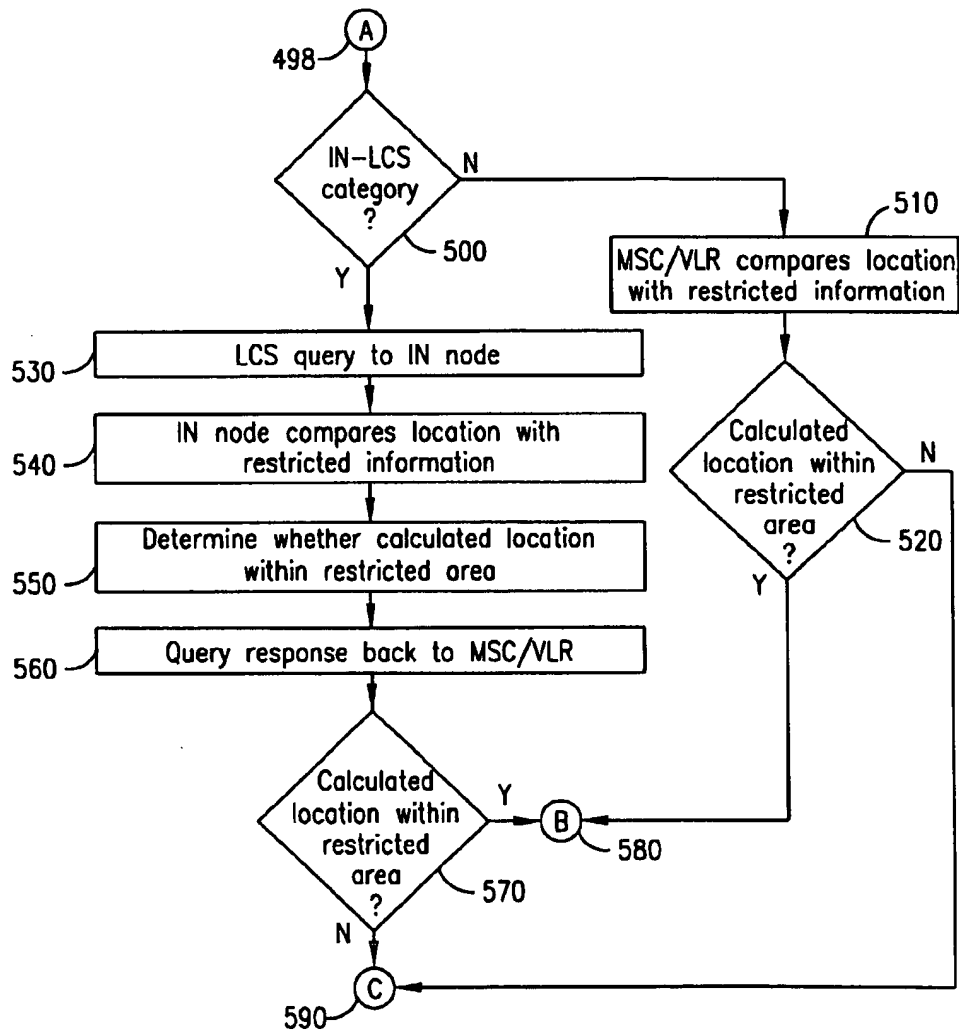 A
498
IN-LCS
category
?
N
500
Y
510
MSC/VLR compares location
with restricted information
530
LCS query to IN node
540
IN node compares location with
restricted information
Calculated
location within
restricted
area
?
N
520
Y
550
Determine whether calculated location
within restricted area
560
Query response back to MSC/VLR
Calculated
location within
restricted
area
?
Y
B
580
570
N
C
590